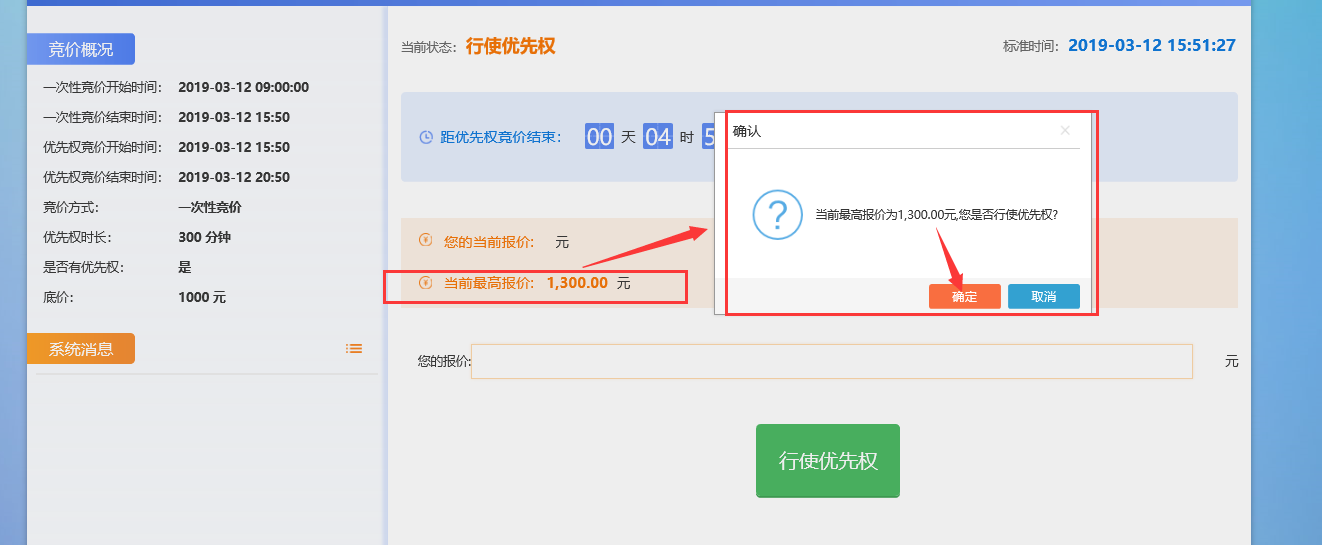 竞价概况
一次性竞价开始时间: 2019-03-12 09:00:00
一次性竞价结束时间: 2019-03-12 15:50
优先权竞价开始时间: 2019-03-12 15:50
优先权竞价结束时间: 2019-03-12 20:50
竞价方式: 一次性竞价
优先权时长: 300 分钟
是否有优先权: 是
底价: 1000 元
系统消息
当前状态: 行使优先权
标准时间: 2019-03-12 15:51:27
距优先权竞价结束: 00 天 04 时 5
您的当前报价: 元
当前最高报价: 1,300.00 元
确认
×
?
当前最高报价为1,300.00元,您是否行使优先权?
确定 取消
您的报价: 元
行使优先权